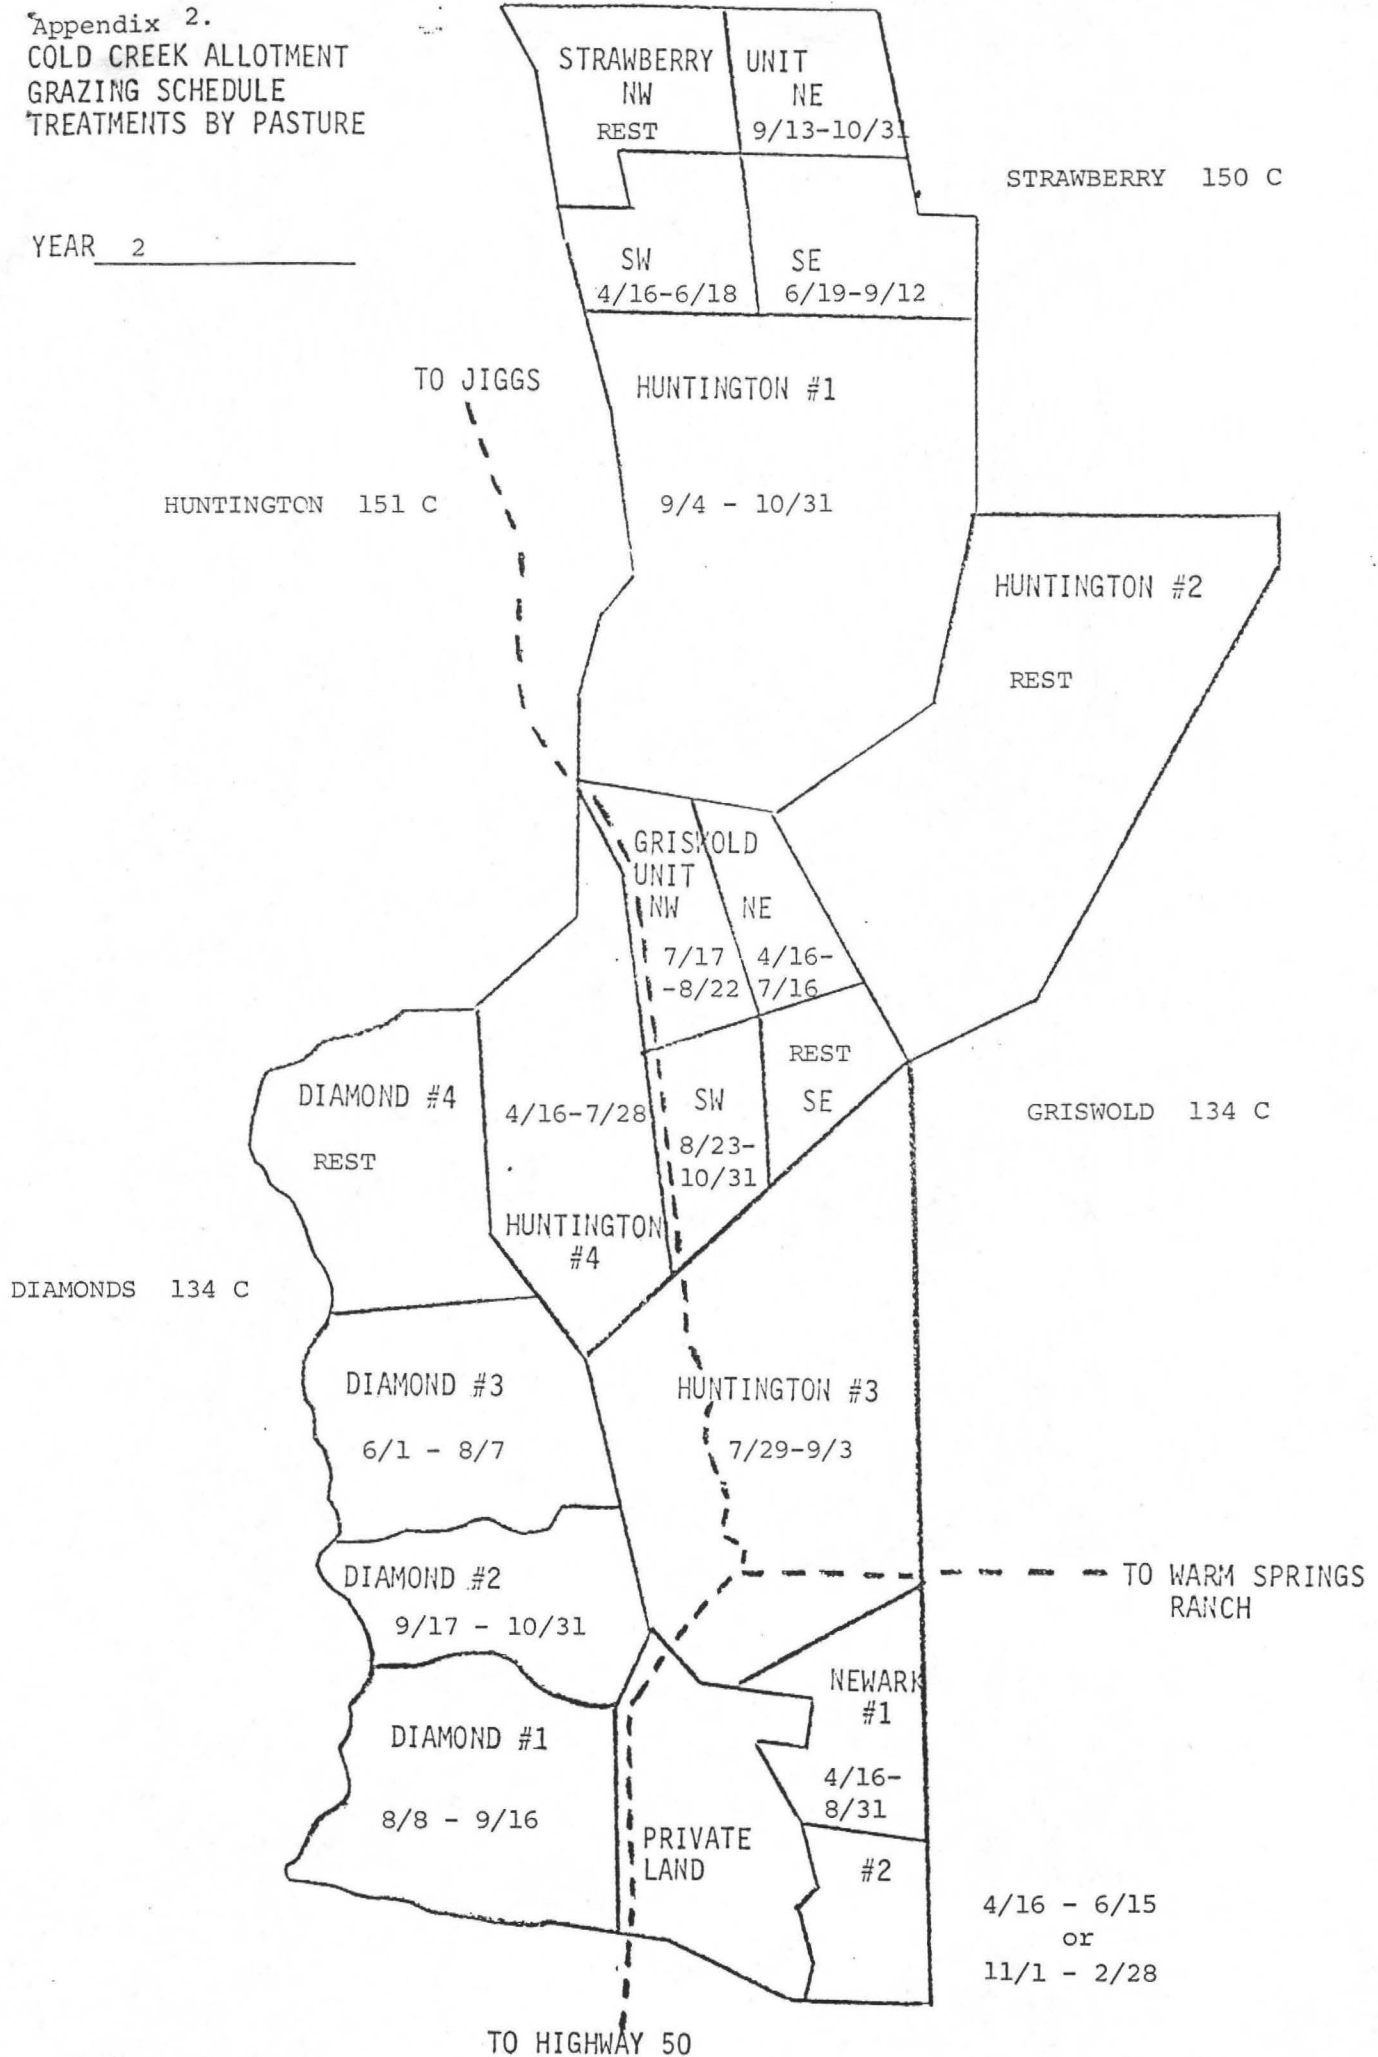 Appendix 2.
COLD CREEK ALLOTMENT
GRAZING SCHEDULE
TREATMENTS BY PASTURE
YEAR 2
STRAWBERRY UNIT
NW NE
REST 9/13-10/31
STRAWBERRY 150 C
SW SE
4/16-6/18 6/19-9/12
TO JIGGS
HUNTINGTON #1
HUNTINGTON 151 C
9/4 - 10/31
HUNTINGTON #2
REST
GRISWOLD
UNIT
NW NE
7/17 4/16-
-8/22 7/16
REST
SW SE
8/23-
10/31
GRISWOLD 134 C
DIAMOND #4
REST
4/16-7/28
HUNTINGTON
#4
DIAMONDS 134 C
DIAMOND #3
6/1 - 8/7
HUNTINGTON #3
7/29-9/3
DIAMOND #2
9/17 - 10/31
TO WARM SPRINGS
RANCH
NEWARK
#1
4/16-
8/31
DIAMOND #1
8/8 - 9/16
PRIVATE
LAND
#2
4/16 - 6/15
or
11/1 - 2/28
TO HIGHWAY 50